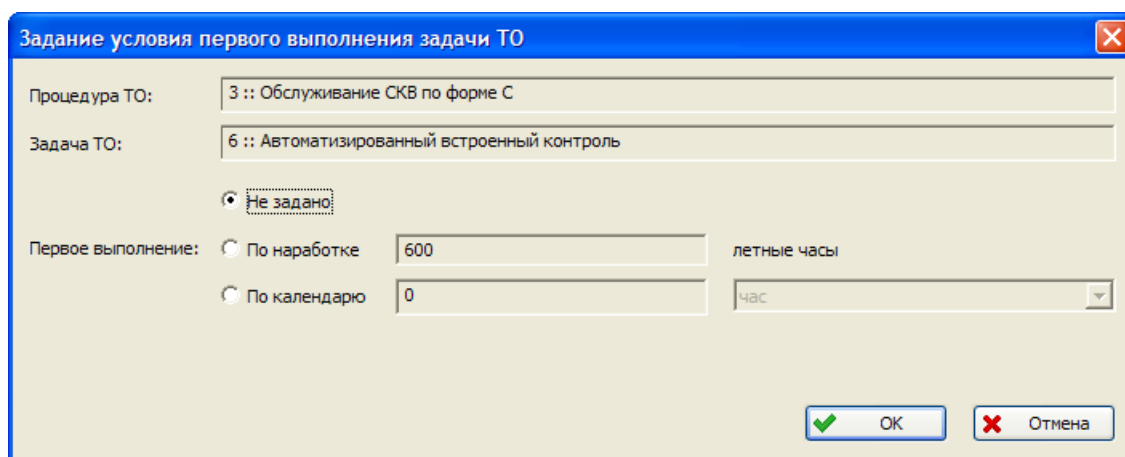 Задание условия первого выполнения задачи ТО
Процедура ТО: 3 :: Обслуживание СКВ по форме С
Задача ТО: 6 :: Автоматизированный встроенный контроль
Не задано
Первое выполнение: По наработке 600 летные часы
По календарю 0 час
ОК Отмена